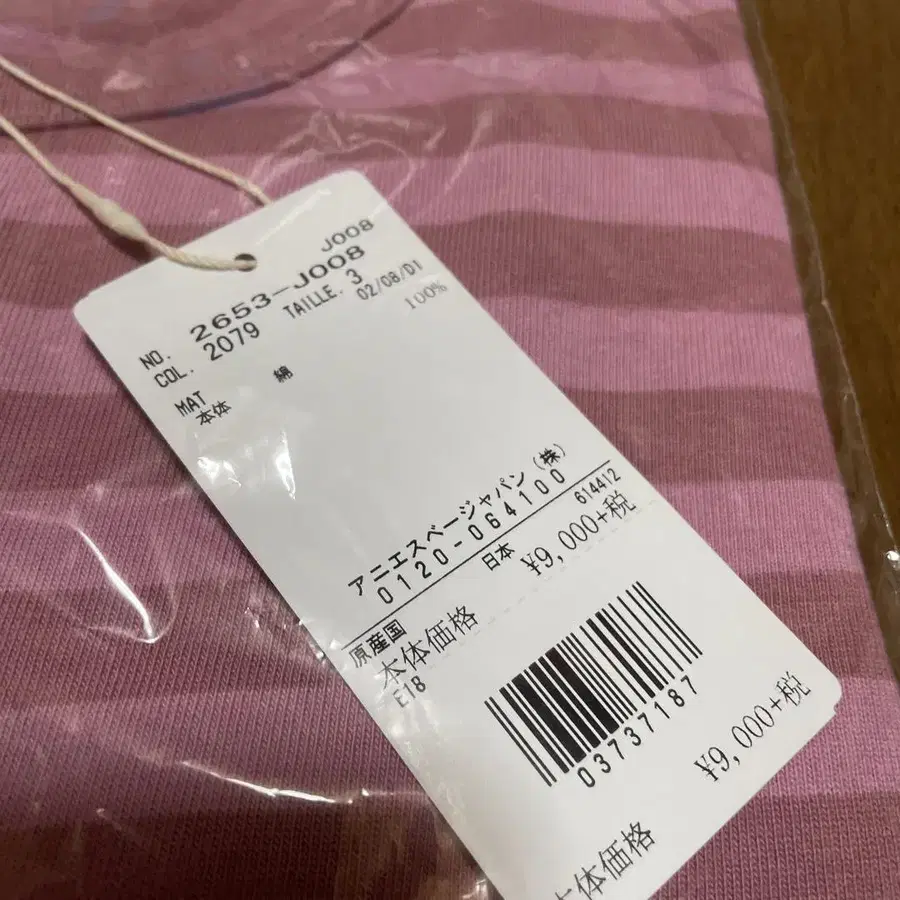 J008
NO. 2653-J008
COL. 2079 TAILLE. 3 02/08/D1
MAT 綿 100%
本体
アニエスベージャパン(株)
0120-064100
614412
原産国 日本
本体価格 ¥9,000+税
E18
03737187
本体価格 ¥9,000+税